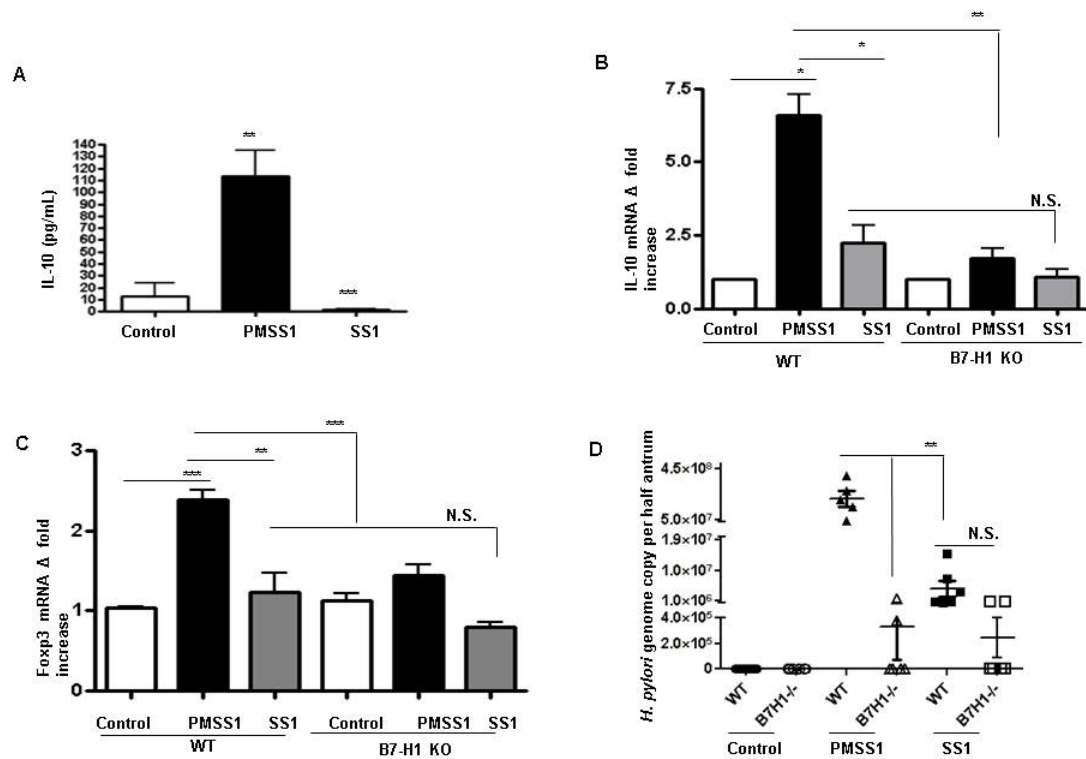 A
IL-10 (pg/mL)
140
130
120
110
100
90
80
70
60
50
40
30
20
10
0
**
***
Control PMSS1 SS1
B
IL-10 mRNA Δ fold
increase
7.5
5.0
2.5
0.0
**
*
*
N.S.
Control PMSS1 SS1 Control PMSS1 SS1
WT B7-H1 KO
C
Foxp3 mRNA Δ fold
increase
3
2
1
0
***
**
***
N.S.
Control PMSS1 SS1 Control PMSS1 SS1
WT B7-H1 KO
D
H. pylori genome copy per half antrum
4.5×10⁸
5.0×10⁷
1.9×10⁷
1.0×10⁷
1.0×10⁶
4.0×10⁵
2.0×10⁵
0
**
N.S.
WT B7H1-/- WT B7H1-/- WT B7H1-/-
Control PMSS1 SS1